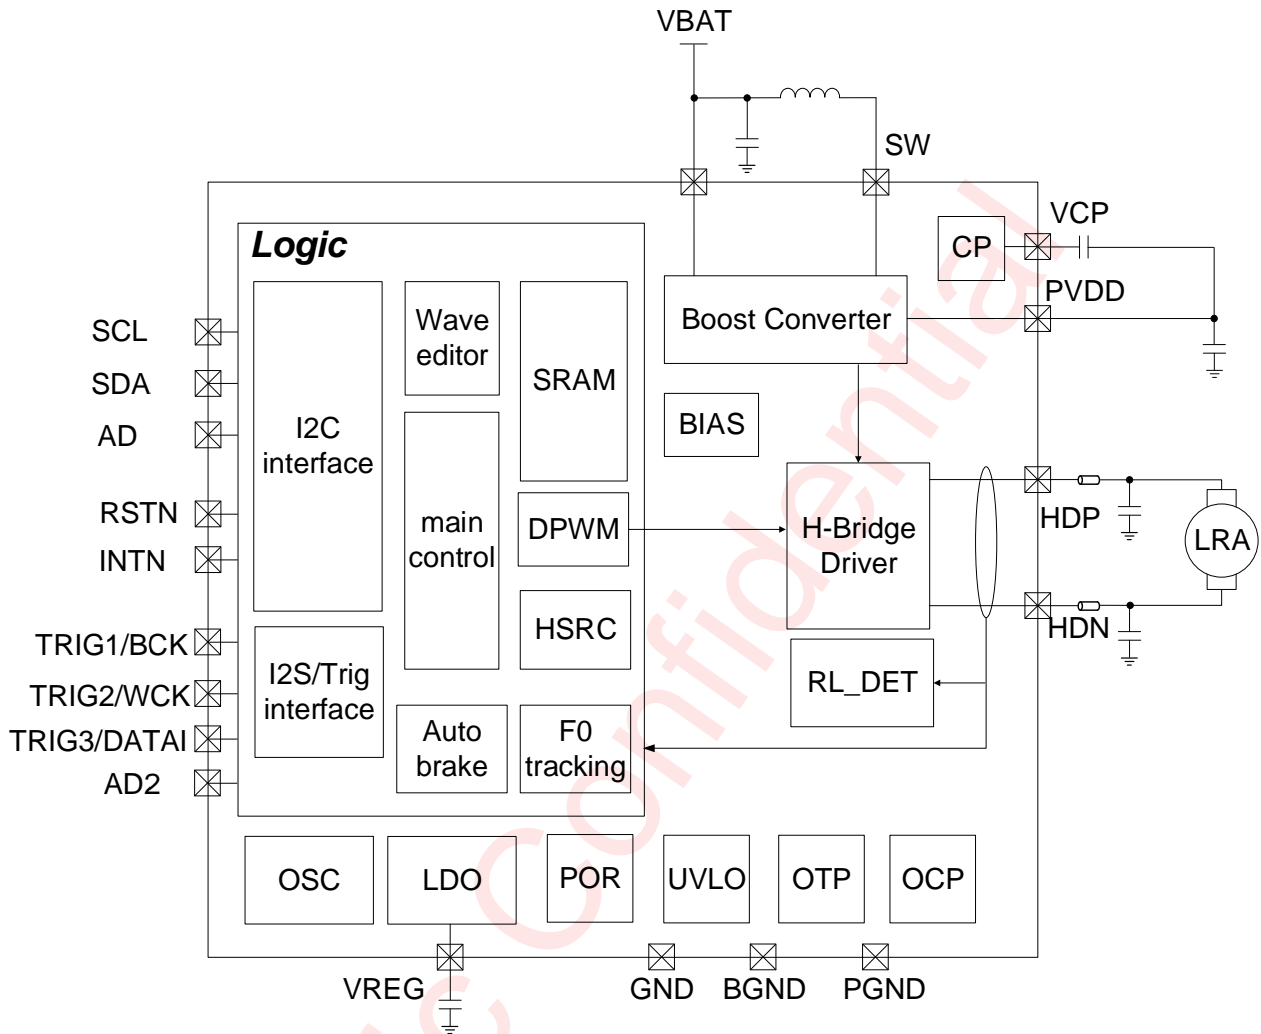 VBAT
SW
VCP
CP
PVDD
Logic
Boost Converter
SCL
SDA
AD
RSTN
INTN
TRIG1/BCK
TRIG2/WCK
TRIG3/DATAI
AD2
I2C
interface
Wave
editor
SRAM
BIAS
main
control
DPWM
H-Bridge
Driver
HDP
LRA
HDN
HSRC
I2S/Trig
interface
RL_DET
Auto
brake
F0
tracking
OSC
LDO
POR
UVLO
OTP
OCP
VREG
GND
BGND
PGND
ic Confidential